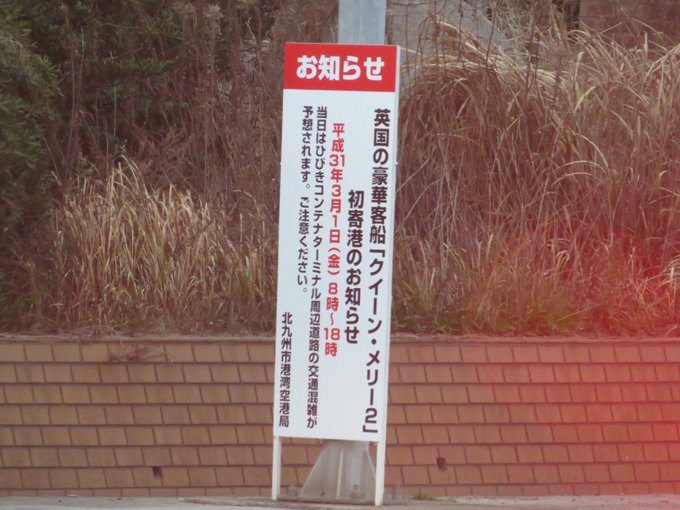 お知らせ
英国の豪華客船「クイーン・メリー2」
初寄港のお知らせ
平成31年3月1日(金)8時~18時
当日はひびきコンテナターミナル周辺道路の交通混雑が
予想されます。ご注意ください。
北九州市港湾空港局